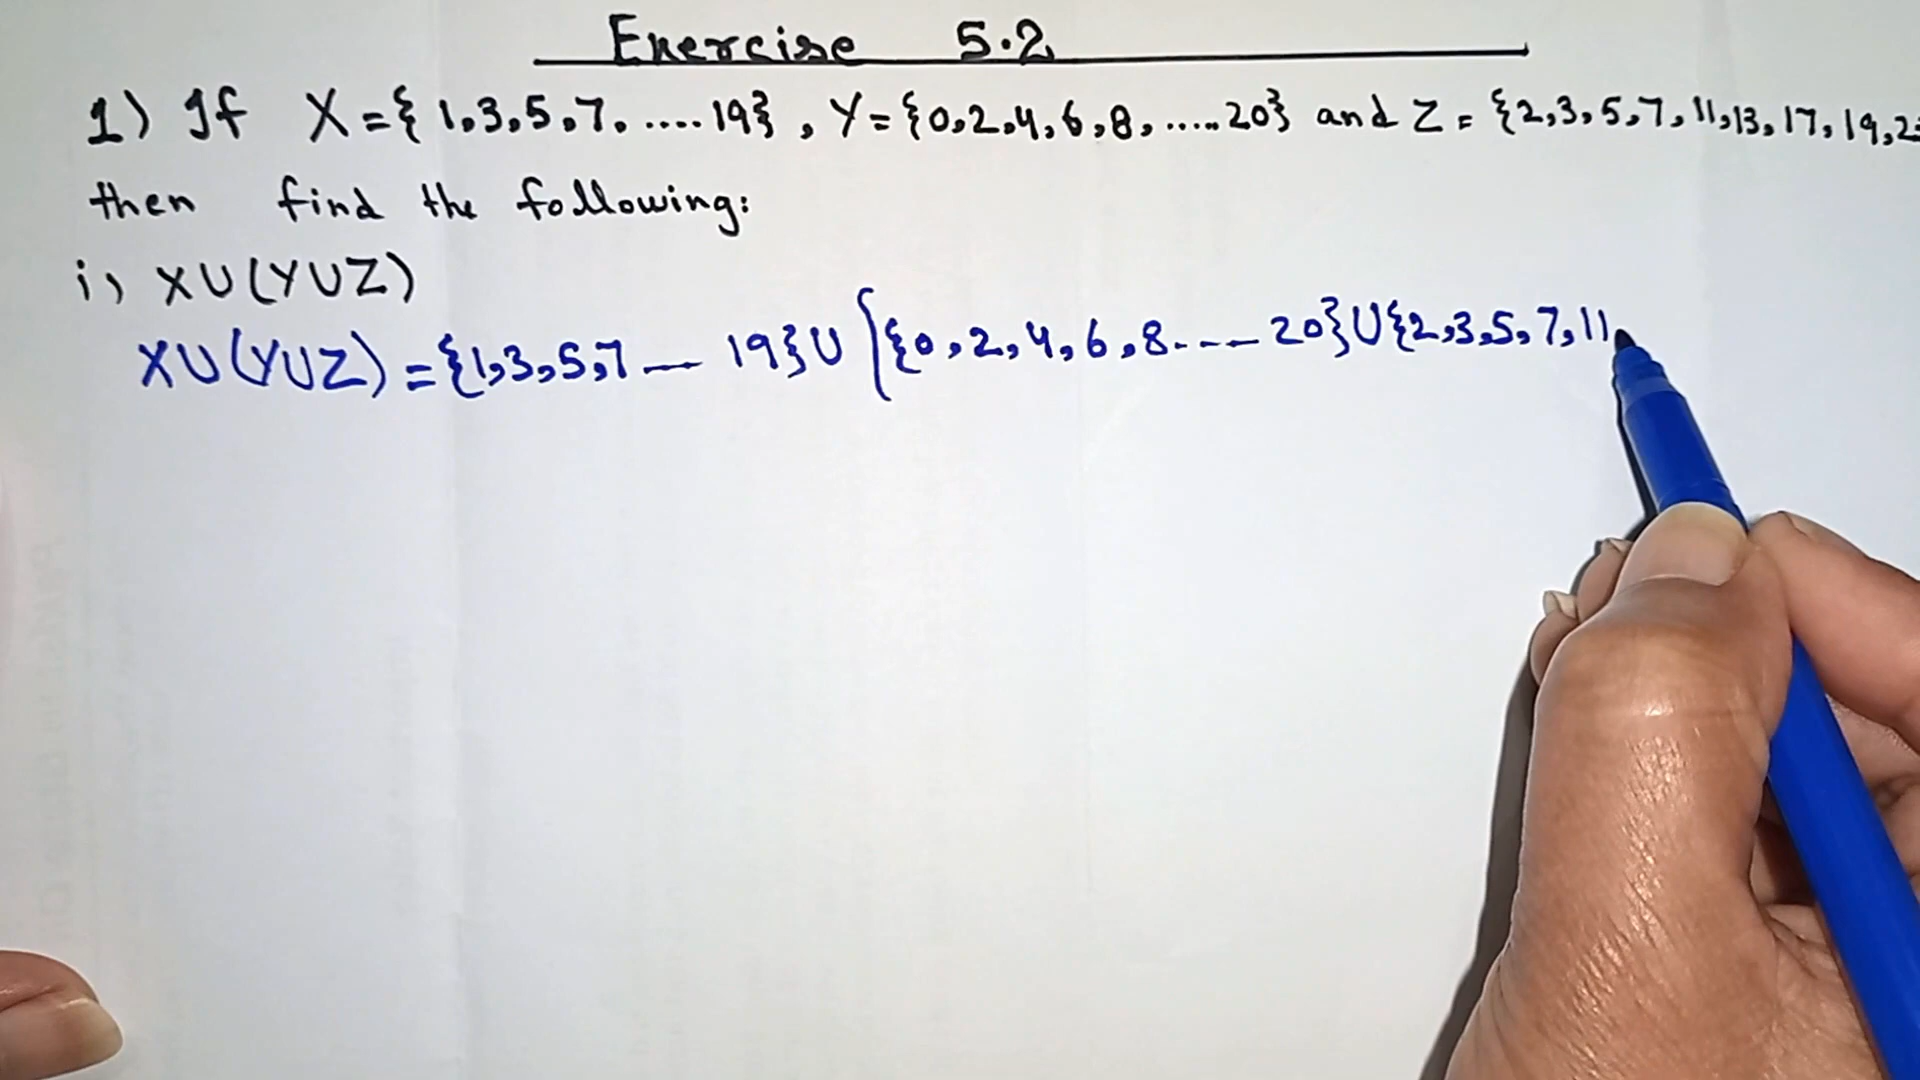 Exercise 5.2
1) If X={1,3,5,7.....19}, Y={0,2,4,6,8,.....20} and Z={2,3,5,7,11,13,17,19,2
then find the following:
i) X∪(Y∪Z)
X∪(Y∪Z)={1,3,5,7— 19}∪({0,2,4,6,8.---20}∪{2,3,5,7,11,